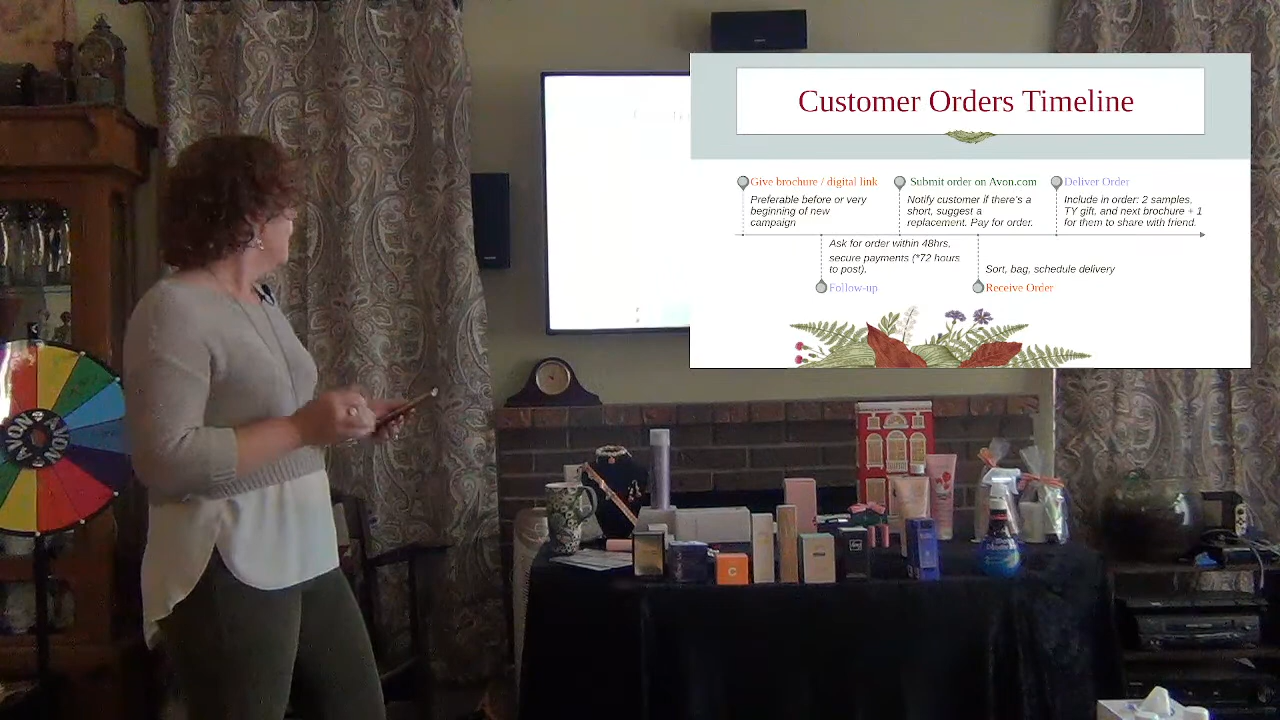 Customer Orders Timeline
Give brochure / digital link
Preferable before or very
beginning of new
campaign
Submit order on Avon.com
Notify customer if there's a
short, suggest a
replacement. Pay for order.
Deliver Order
Include in order: 2 samples,
TY gift, and next brochure + 1
for them to share with friend.
Ask for order within 48hrs,
secure payments (*72 hours
to post).
Follow-up
Sort, bag, schedule delivery
Receive Order
AVON
AVON
C